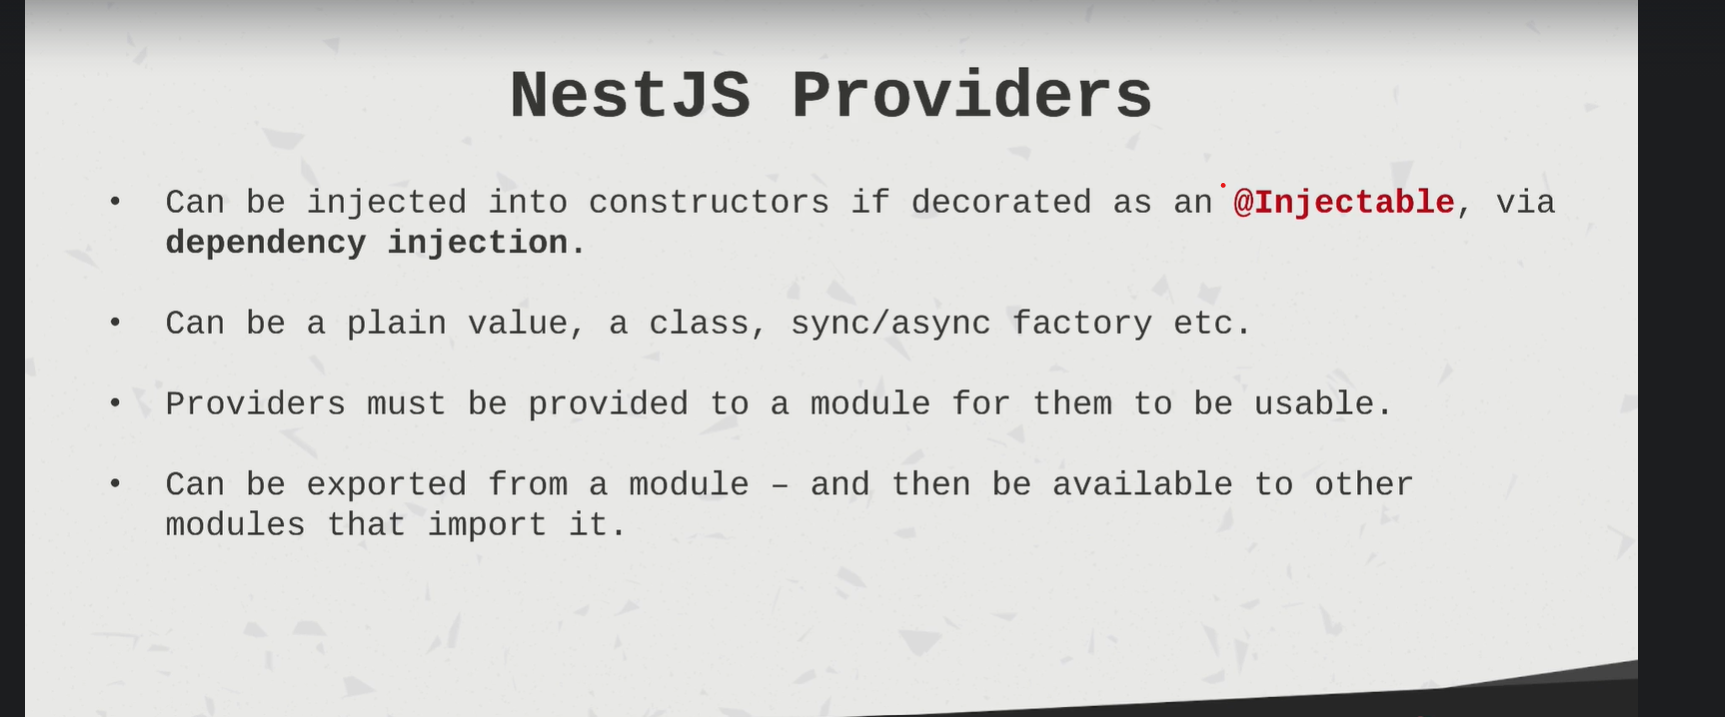 NestJS Providers
• Can be injected into constructors if decorated as an @Injectable, via
dependency injection.
• Can be a plain value, a class, sync/async factory etc.
• Providers must be provided to a module for them to be usable.
• Can be exported from a module – and then be available to other
modules that import it.